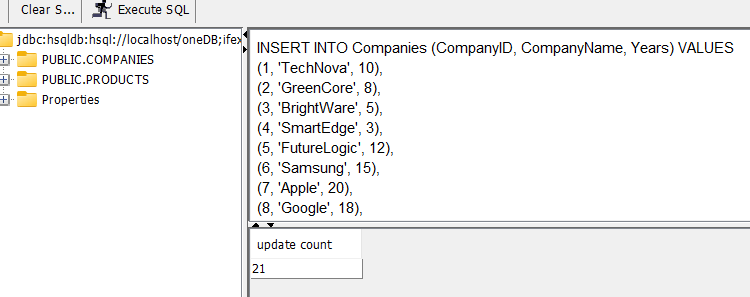 Clear S... Execute SQL
jdbc:hsqldb:hsql://localhost/oneDB;ifex
PUBLIC.COMPANIES
PUBLIC.PRODUCTS
Properties
INSERT INTO Companies (CompanyID, CompanyName, Years) VALUES
(1, 'TechNova', 10),
(2, 'GreenCore', 8),
(3, 'BrightWare', 5),
(4, 'SmartEdge', 3),
(5, 'FutureLogic', 12),
(6, 'Samsung', 15),
(7, 'Apple', 20),
(8, 'Google', 18),
update count
21